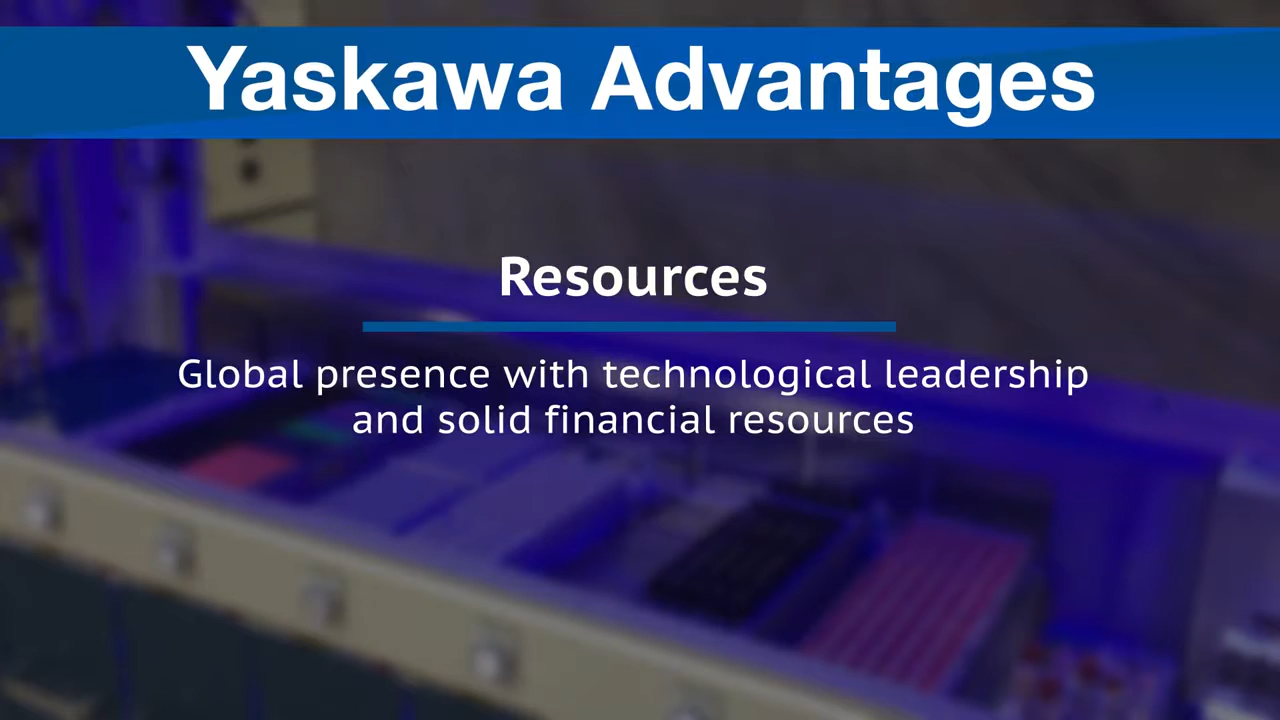 Yaskawa Advantages
Resources
Global presence with technological leadership
and solid financial resources